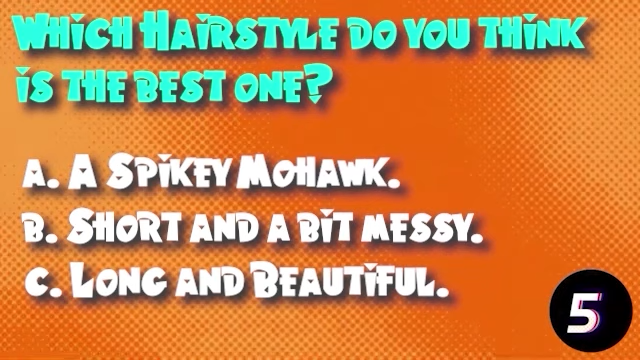 Which Hairstyle do you think
is the best one?
A. A Spikey Mohawk.
B. Short and a bit messy.
C. Long and Beautiful.
5